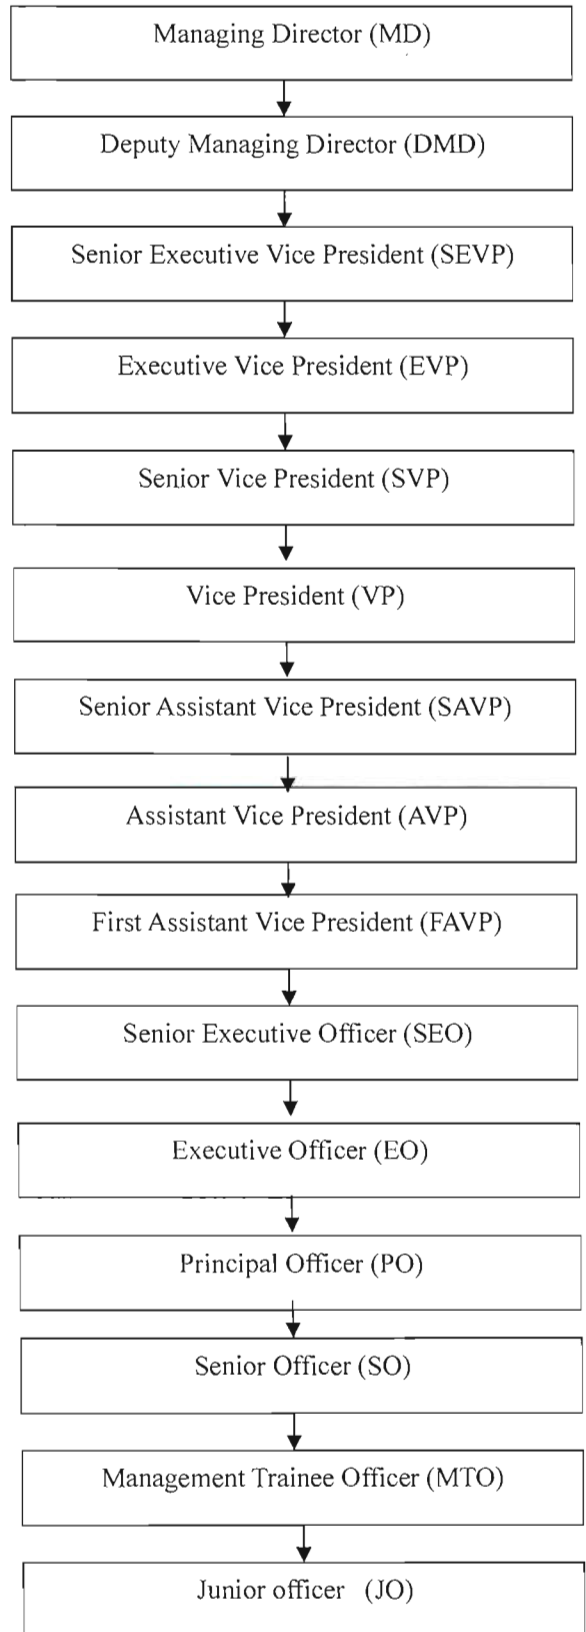 Managing Director (MD)
Deputy Managing Director (DMD)
Senior Executive Vice President (SEVP)
Executive Vice President (EVP)
Senior Vice President (SVP)
Vice President (VP)
Senior Assistant Vice President (SAVP)
Assistant Vice President (AVP)
First Assistant Vice President (FAVP)
Senior Executive Officer (SEO)
Executive Officer (EO)
Principal Officer (PO)
Senior Officer (SO)
Management Trainee Officer (MTO)
Junior officer (JO)